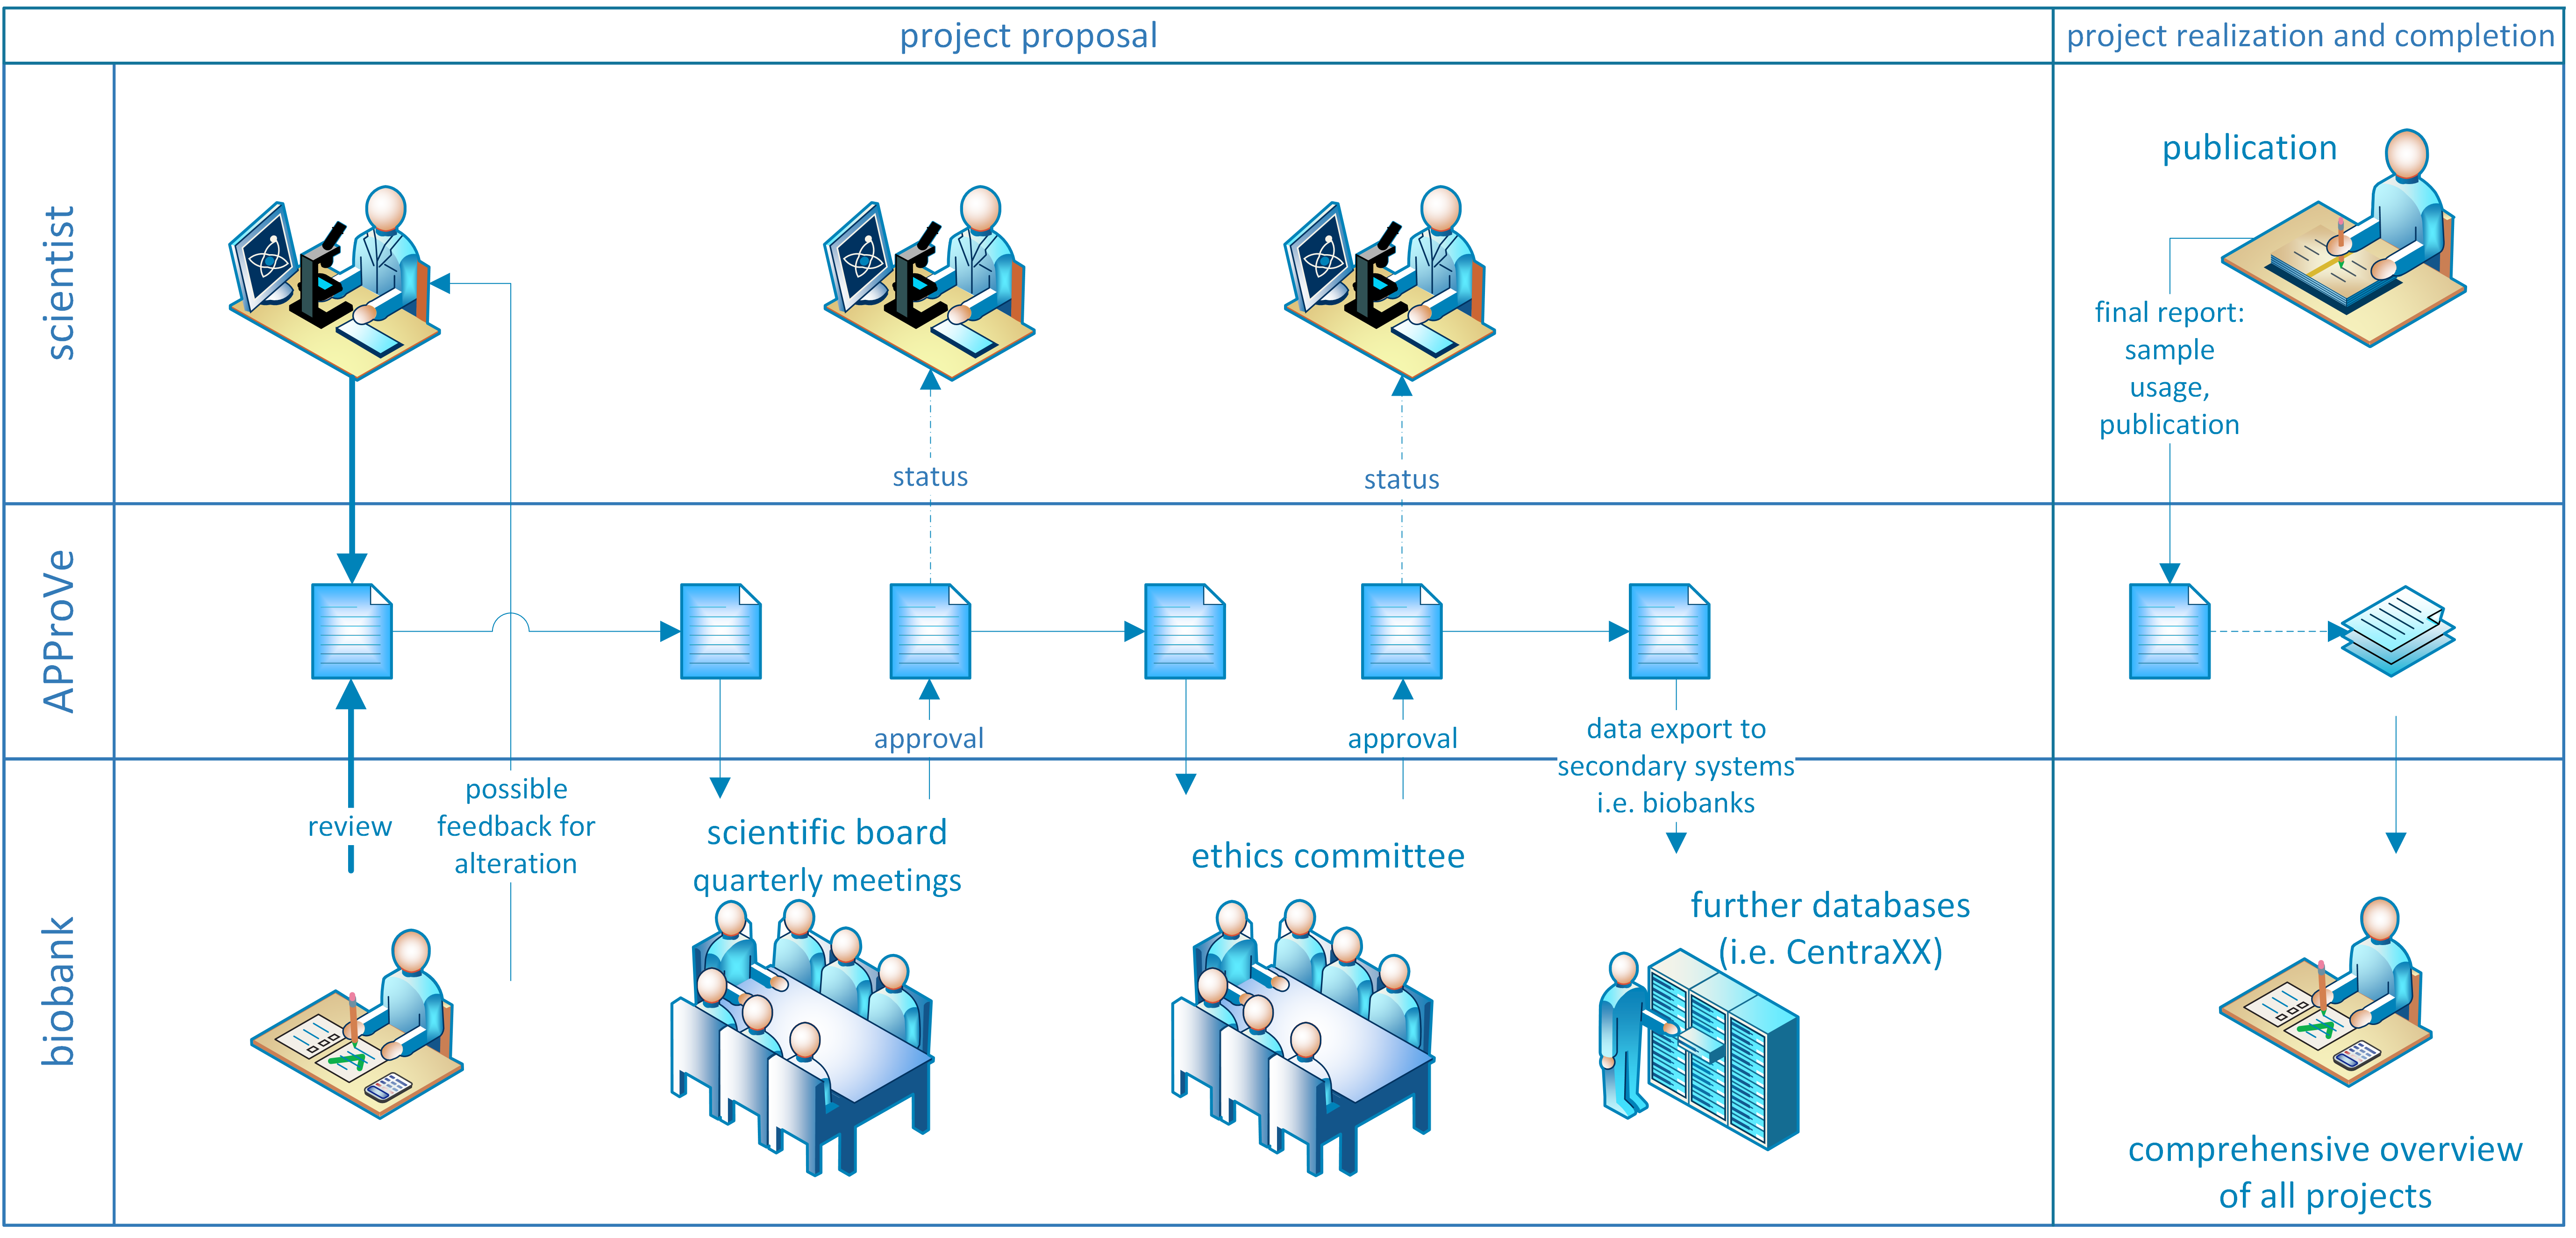 project proposal
project realization and completion
scientist
publication
final report:
sample
usage,
publication
status
status
APProVe
approval
approval
data export to
secondary systems
i.e. biobanks
biobank
review
possible
feedback for
alteration
scientific board
quarterly meetings
ethics committee
further databases
(i.e. CentraXX)
comprehensive overview
of all projects